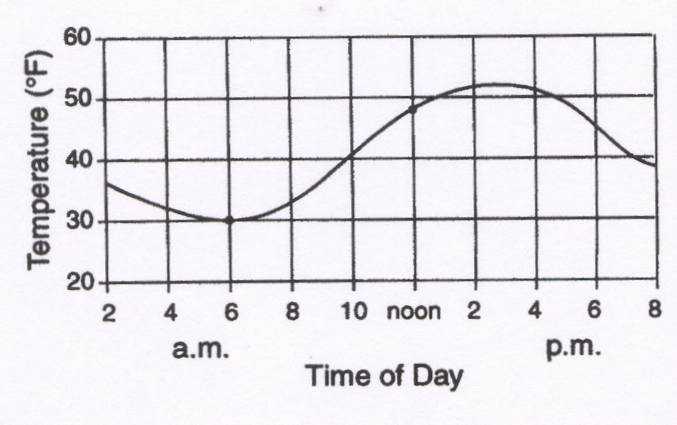 Temperature (°F)
60
50
40
30
20
2 4 6 8 10 noon 2 4 6 8
a.m. p.m.
Time of Day